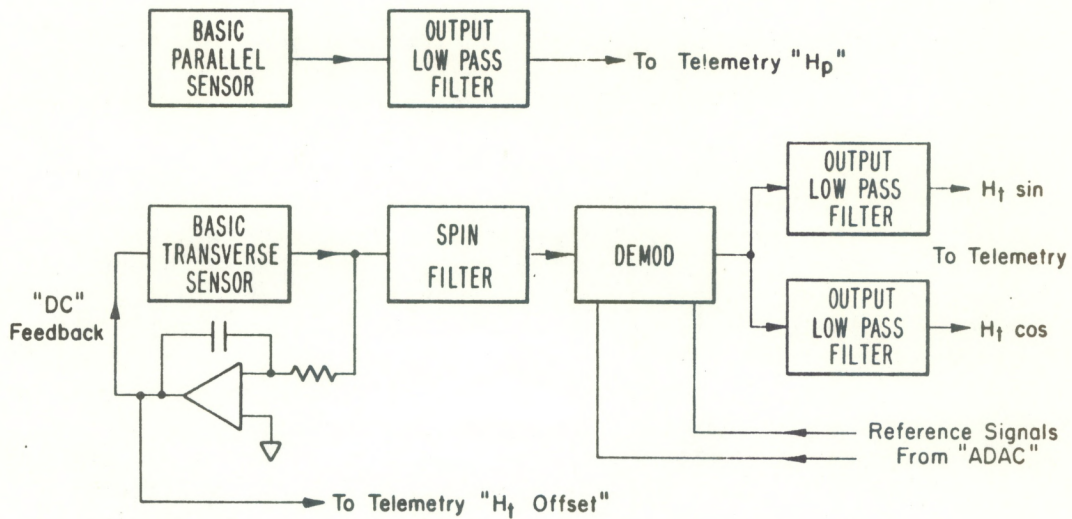 BASIC
PARALLEL
SENSOR
OUTPUT
LOW PASS
FILTER
To Telemetry "Hp"
BASIC
TRANSVERSE
SENSOR
SPIN
FILTER
DEMOD
OUTPUT
LOW PASS
FILTER
Ht sin
To Telemetry
OUTPUT
LOW PASS
FILTER
Ht cos
"DC"
Feedback
Reference Signals
From "ADAC"
To Telemetry "Ht Offset"